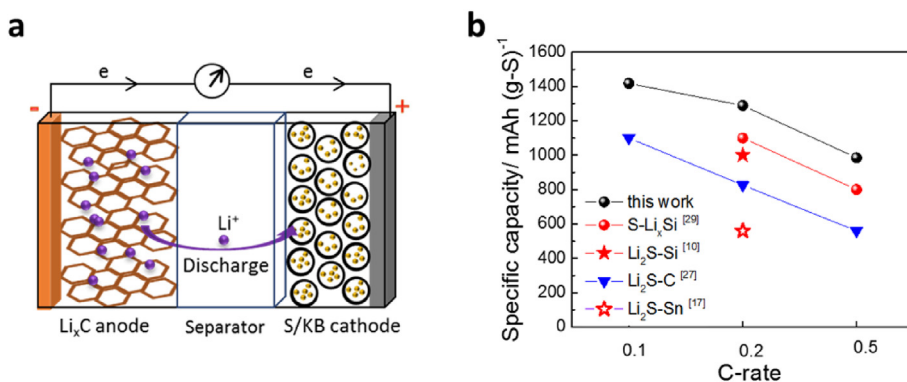 a
e
e
-
+
Li⁺
Discharge
LiₓC anode
Separator
S/KB cathode
b
Specific capacity/ mAh (g-S)⁻¹
1600
1400
1200
1000
800
600
400
200
0
this work
S-LiₓSi [29]
Li₂S-Si [10]
Li₂S-C [27]
Li₂S-Sn [17]
0.1
0.2
0.5
C-rate